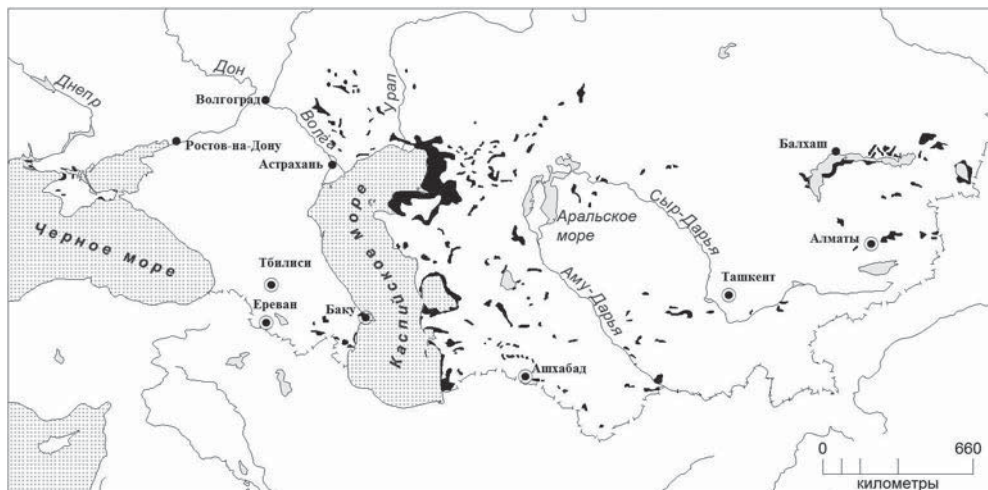 Днепр
Дон
Волгоград
Волга
Урал
Ростов-на-Дону
Астрахань
Балхаш
Черное море
Каспийское море
Аральское
море
Сыр-Дарья
Аму-Дарья
Алматы
Тбилиси
Ереван
Баку
Ташкент
Ашхабад
0 660
километры